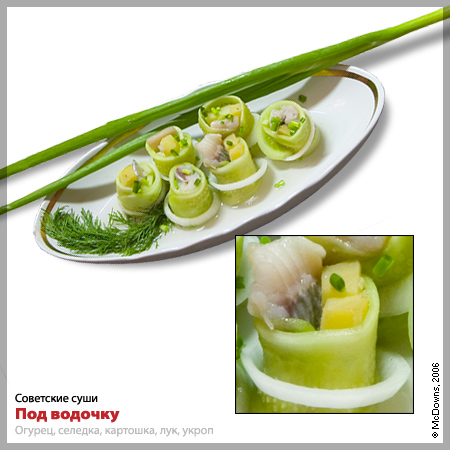 Советские суши
Под водочку
Огурец, селедка, картошка, лук, укроп
© McDowns, 2006